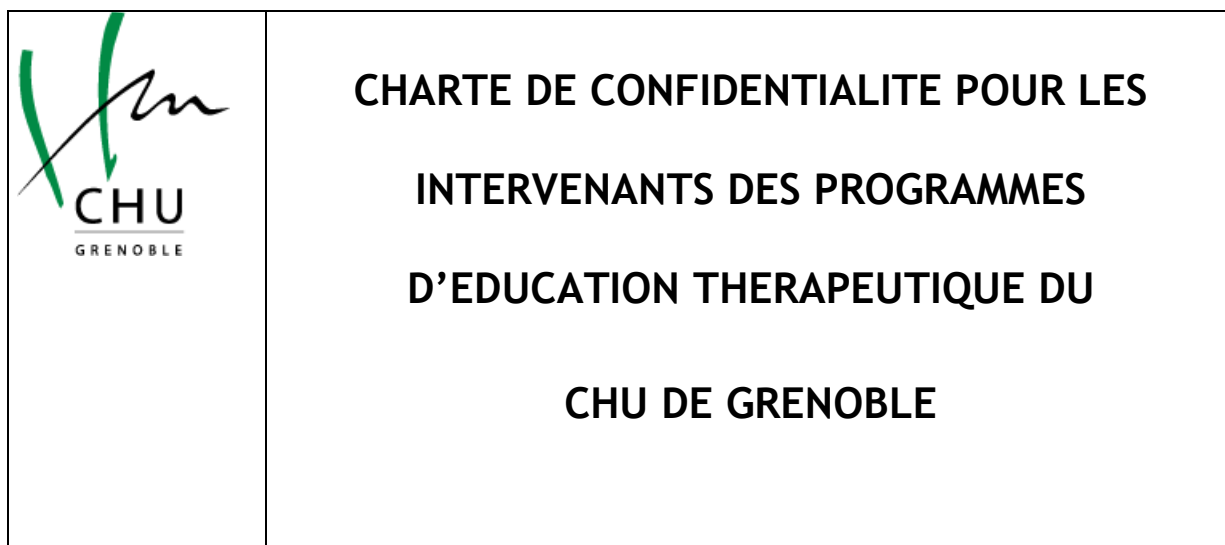 CHU
GRENOBLE
CHARTE DE CONFIDENTIALITE POUR LES
INTERVENANTS DES PROGRAMMES
D’EDUCATION THERAPEUTIQUE DU
CHU DE GRENOBLE